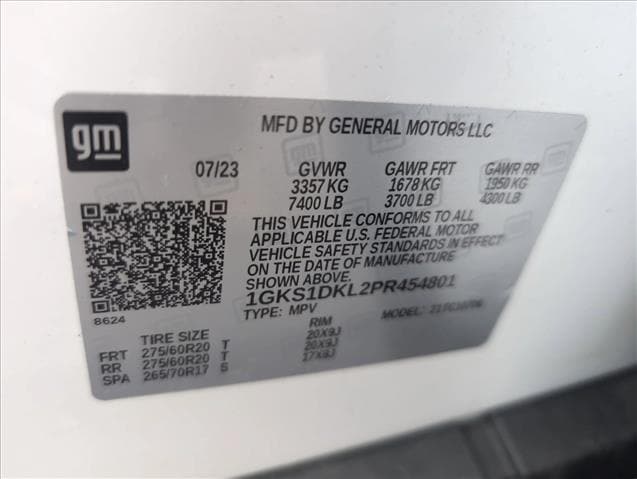 gm
MFD BY GENERAL MOTORS LLC
07/23 GVWR GAWR FRT GAWR RR
3357 KG 1678 KG 1950 KG
7400 LB 3700 LB 4300 LB
THIS VEHICLE CONFORMS TO ALL
APPLICABLE U.S. FEDERAL MOTOR
VEHICLE SAFETY STANDARDS IN EFFECT
ON THE DATE OF MANUFACTURE
SHOWN ABOVE.
1GKS1DKL2PR454801
8624
TYPE: MPV MODEL:
TIRE SIZE RIM
FRT 275/60R20 T 20X9J
RR 275/60R20 T 20X9J
SPA 265/70R17 S 17X8J